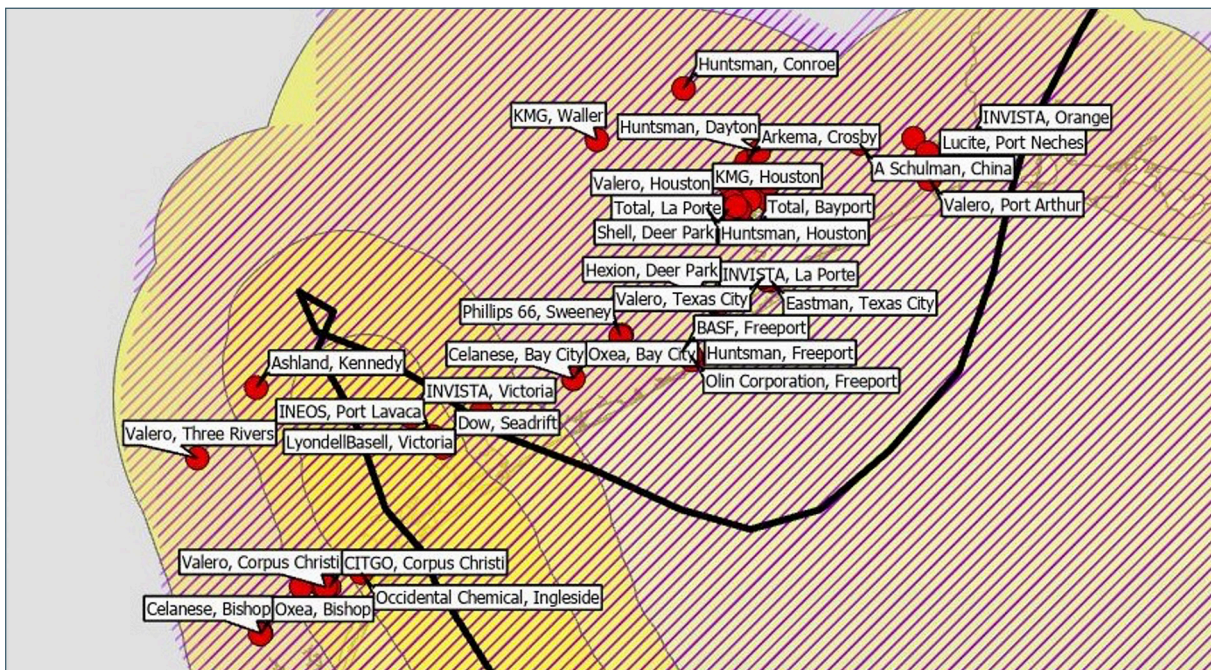 Huntsman, Conroe
KMG, Waller
Huntsman, Dayton
Arkema, Crosby
INVISTA, Orange
Lucite, Port Neches
A Schulman, China
Valero, Houston
KMG, Houston
Total, La Porte
Total, Bayport
Valero, Port Arthur
Shell, Deer Park
Huntsman, Houston
Hexion, Deer Park
INVISTA, La Porte
Valero, Texas City
Eastman, Texas City
Phillips 66, Sweeney
BASF, Freeport
Celanese, Bay City
Oxea, Bay City
Huntsman, Freeport
Ashland, Kennedy
Olin Corporation, Freeport
INVISTA, Victoria
INEOS, Port Lavaca
Dow, Seadrift
Valero, Three Rivers
LyondellBasell, Victoria
Valero, Corpus Christi
CITGO, Corpus Christi
Occidental Chemical, Ingleside
Celanese, Bishop
Oxea, Bishop